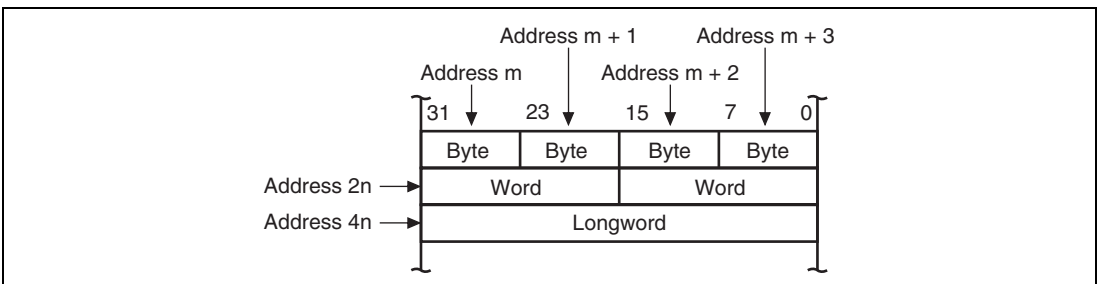 Address m + 1 Address m + 3
Address m Address m + 2
31 23 15 7 0
Byte Byte Byte Byte
Address 2n Word Word
Address 4n Longword